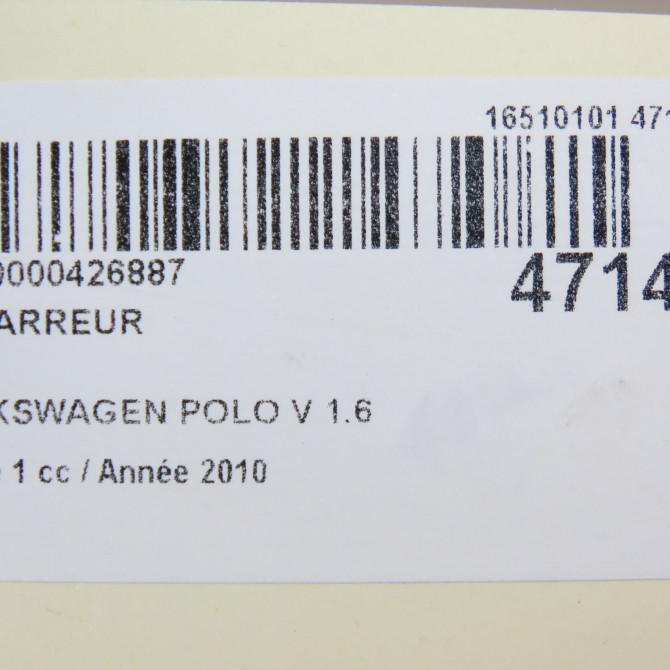 16510101 471
0000426887
4714
ARREUR
KSWAGEN POLO V 1.6
1 cc / Année 2010